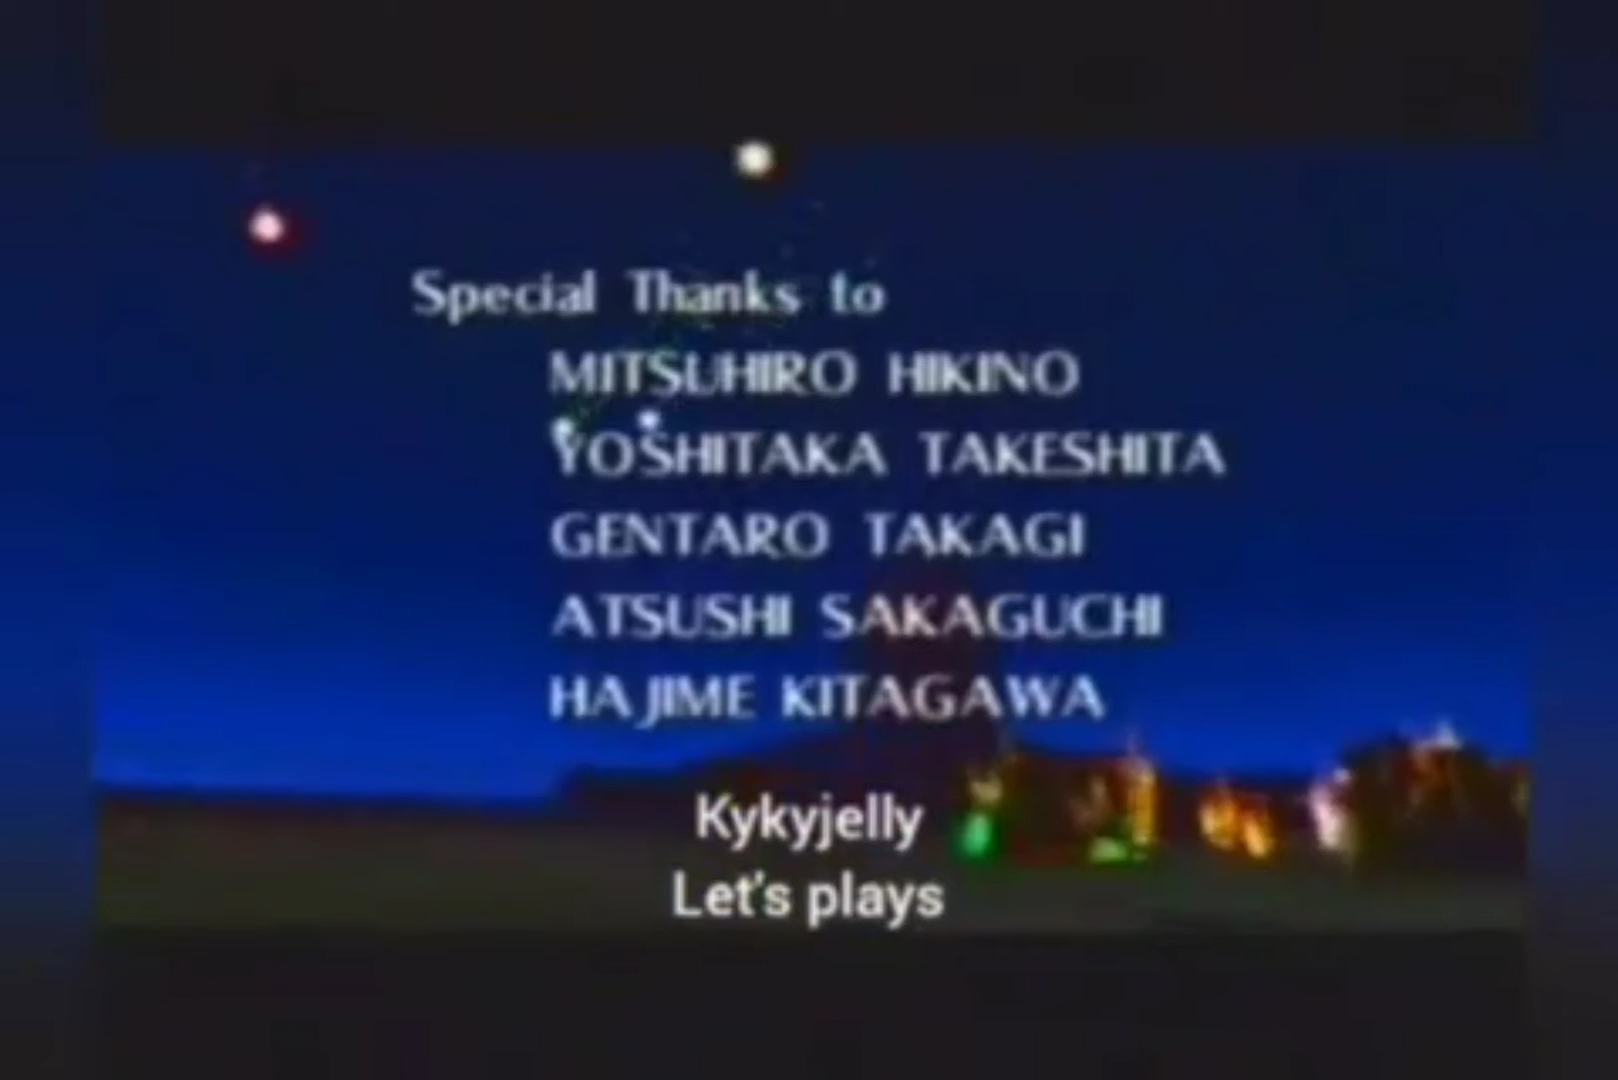 Special Thanks to
MITSUHIRO HIKINO
YOSHITAKA TAKESHITA
GENTARO TAKAGI
ATSUSHI SAKAGUCHI
HAJIME KITAGAWA
Kykyjelly
Let's plays